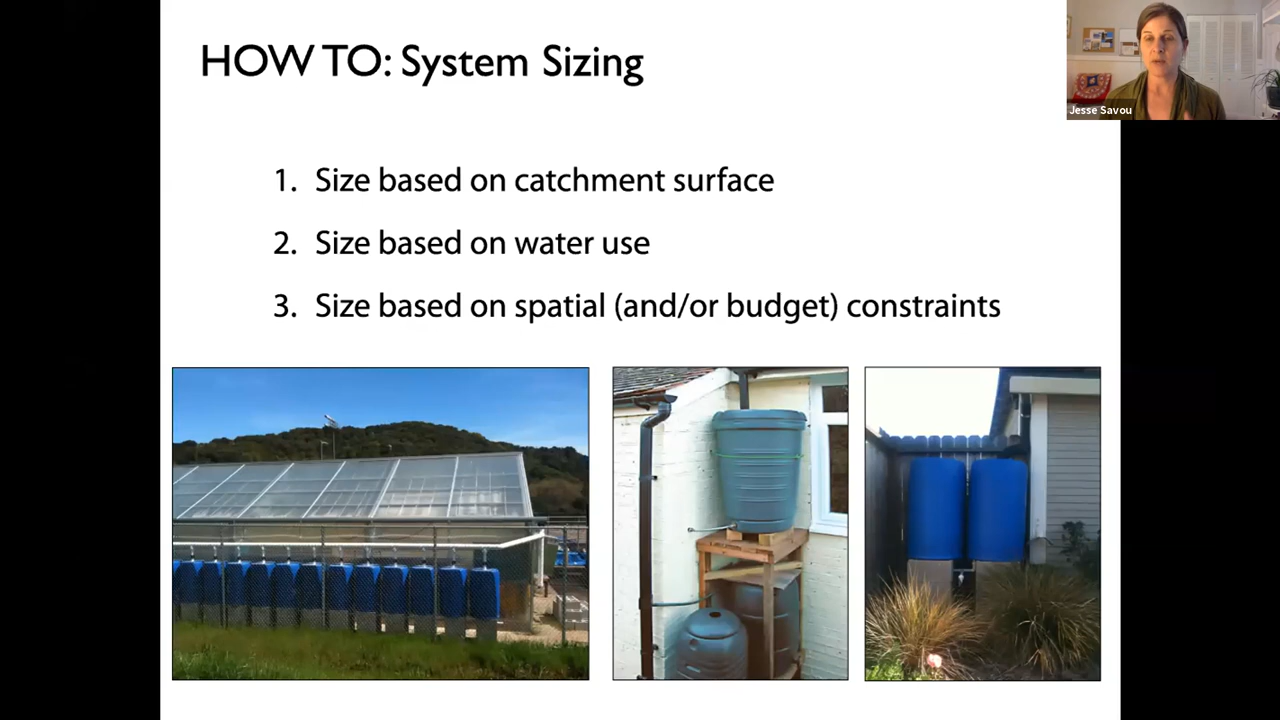 HOW TO: System Sizing
Jesse Savou
1. Size based on catchment surface
2. Size based on water use
3. Size based on spatial (and/or budget) constraints